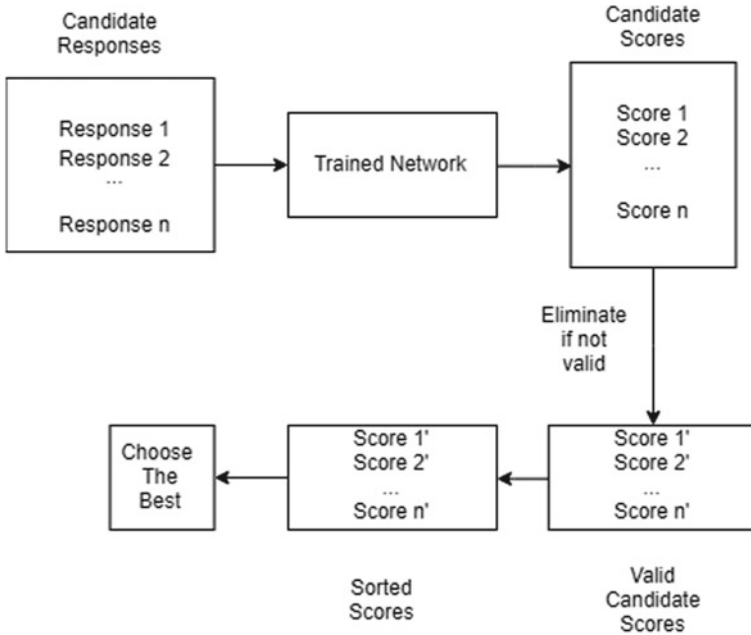 Candidate
Responses
Response 1
Response 2
...
Response n
Trained Network
Candidate
Scores
Score 1
Score 2
...
Score n
Eliminate
if not
valid
Score 1'
Score 2'
...
Score n'
Valid
Candidate
Scores
Score 1'
Score 2'
...
Score n'
Sorted
Scores
Choose
The
Best